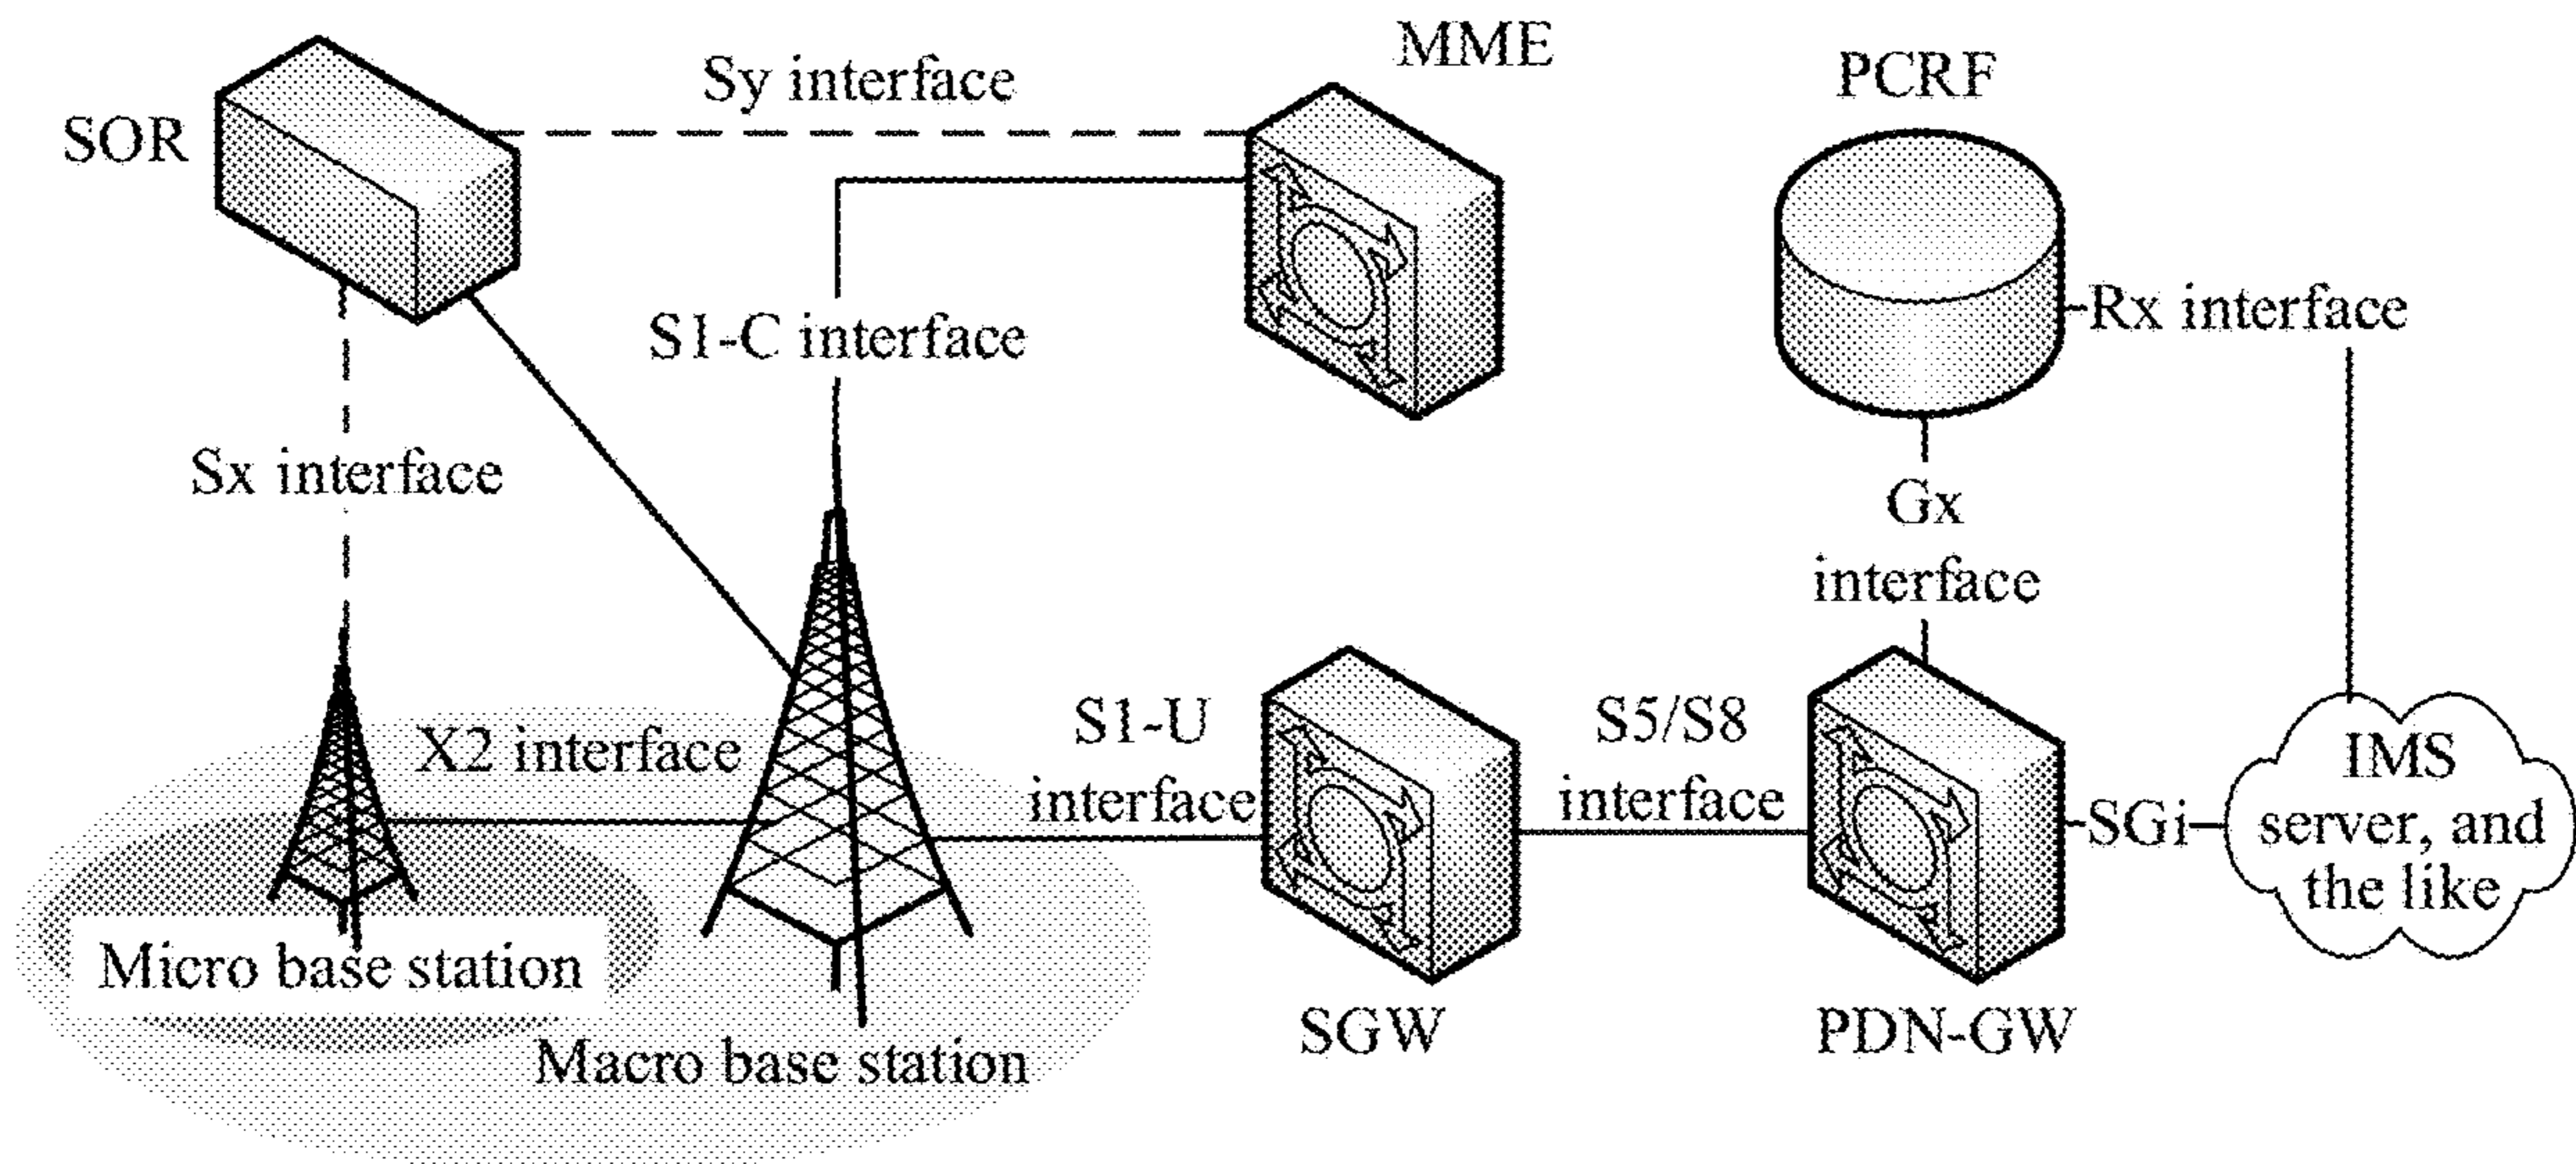 MME
PCRF
Sy interface
SOR
Rx interface
S1-C interface
Sx interface
Gx
interface
X2 interface
S1-U
interface
S5/S8
interface
SGi
IMS
server, and
the like
Micro base station
SGW
PDN-GW
Macro base station